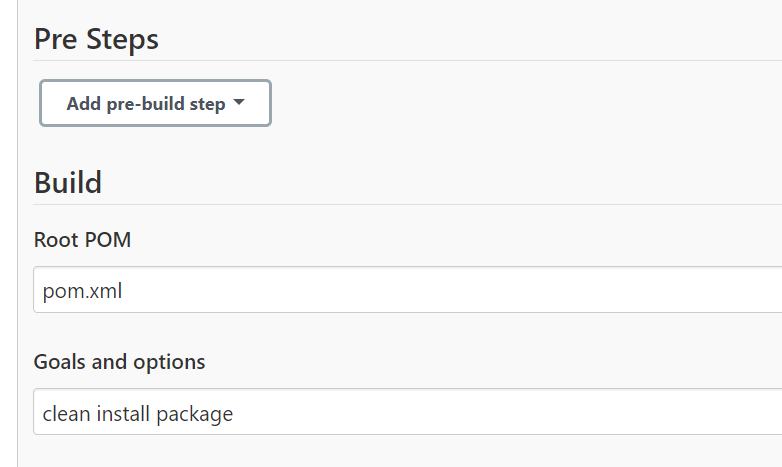 Pre Steps
Add pre-build step
Build
Root POM
pom.xml
Goals and options
clean install package